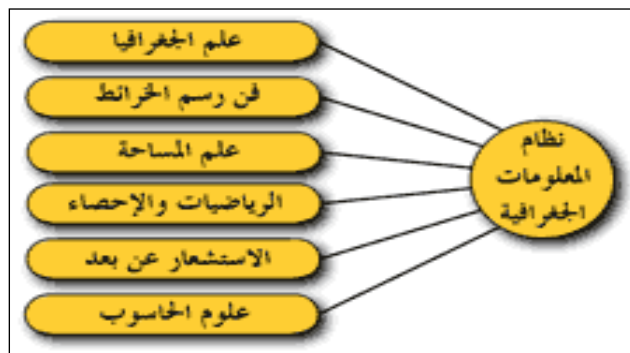 علم الجغرافيا
فن رسم الخرائط
علم المساحة
الرياضيات والإحصاء
الاستشعار عن بعد
علوم الحاسوب
نظام
المعلومات
الجغرافية